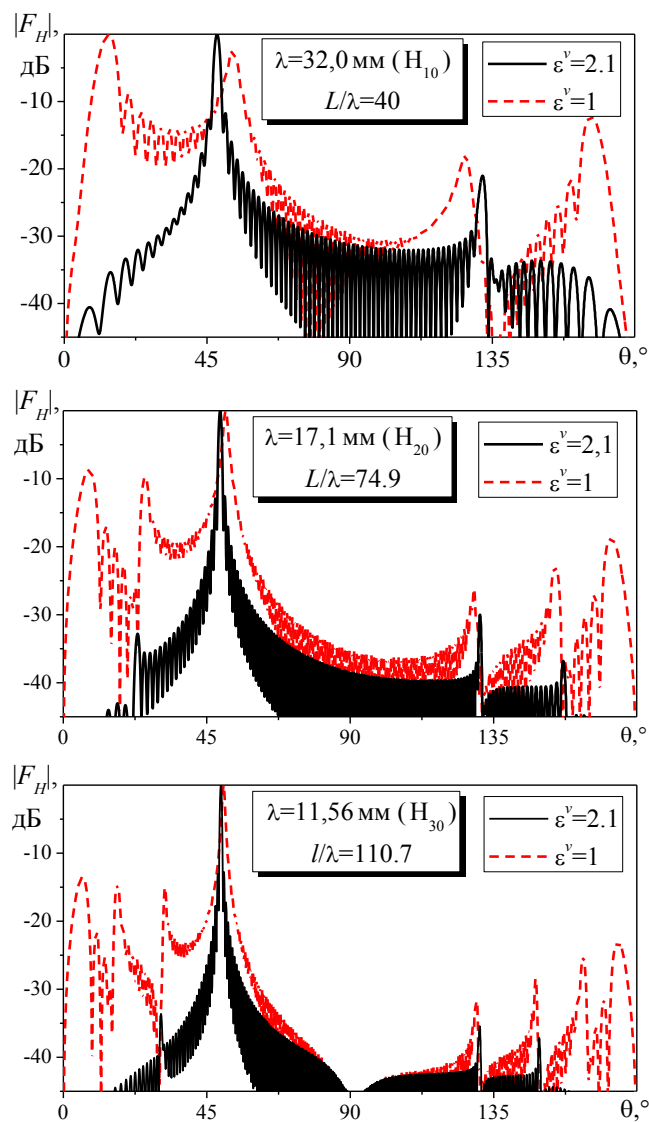 |F_H|,
дБ
λ=32,0 мм (H₁₀)
L/λ=40
ε^v=2.1
ε^v=1
-10
-20
-30
-40
0 45 90 135 θ,°
|F_H|,
дБ
λ=17,1 мм (H₂₀)
L/λ=74.9
ε^v=2,1
ε^v=1
-10
-20
-30
-40
0 45 90 135 θ,°
|F_H|,
дБ
λ=11,56 мм (H₃₀)
l/λ=110.7
ε^v=2.1
ε^v=1
-10
-20
-30
-40
0 45 90 135 θ,°